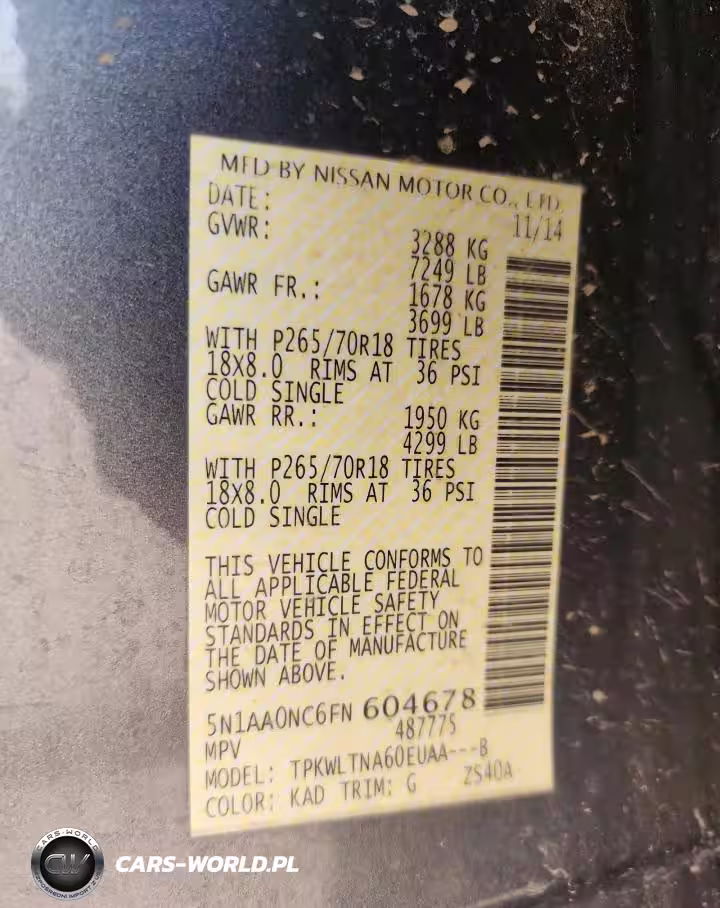 MFD BY NISSAN MOTOR CO., LTD.
DATE: 11/14
GVWR: 3288 KG
7249 LB
GAWR FR.: 1678 KG
3699 LB
WITH P265/70R18 TIRES
18X8.0 RIMS AT 36 PSI
COLD SINGLE
GAWR RR.: 1950 KG
4299 LB
WITH P265/70R18 TIRES
18X8.0 RIMS AT 36 PSI
COLD SINGLE
THIS VEHICLE CONFORMS TO
ALL APPLICABLE FEDERAL
MOTOR VEHICLE SAFETY
STANDARDS IN EFFECT ON
THE DATE OF MANUFACTURE
SHOWN ABOVE.
5N1AA0NC6FN 604678
MPV 487775
MODEL: TPKWLTNA60EUAA---B
COLOR: KAD TRIM: G ZS40A
CARS-WORLD
CW
CARS-WORLD.PL